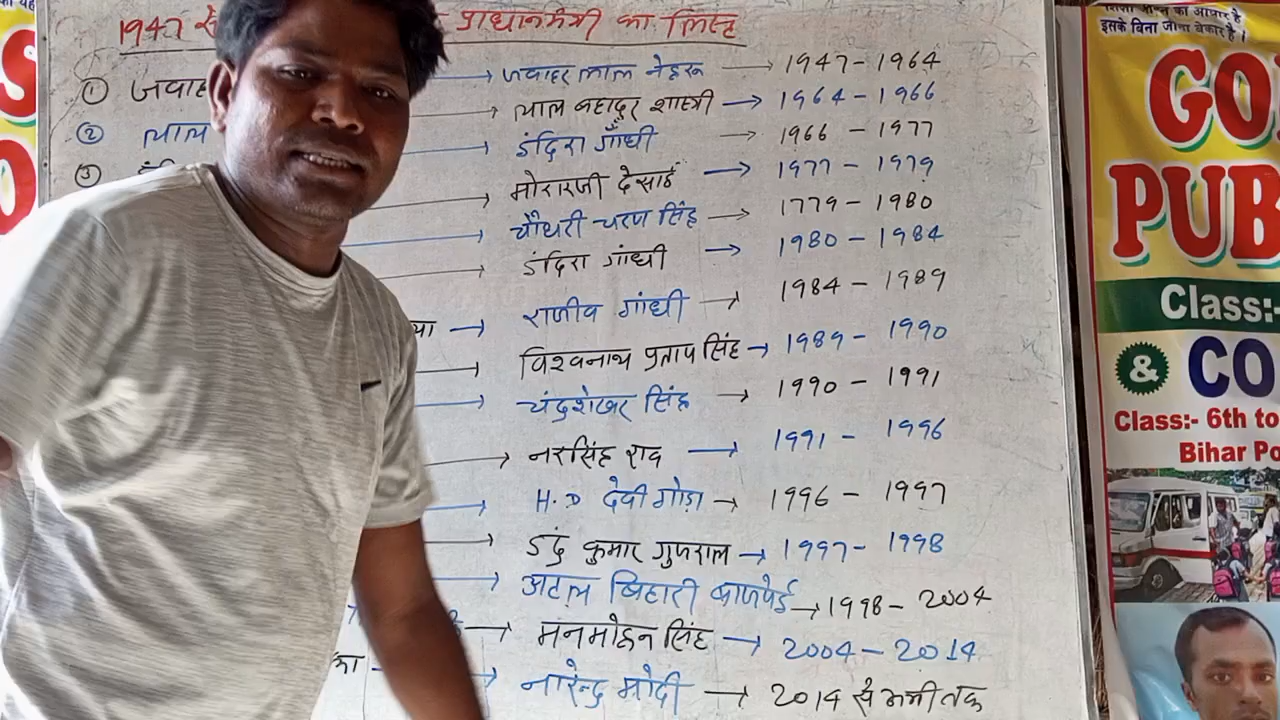 1947 से प्राधानमंत्री का लिस्ट
① जवाह → जवाहर लाल नेहरू → 1947-1964
② लाल → लाल बहादुर शास्त्री → 1964-1966
③ → इंदिरा गाँधी → 1966-1977
→ मोरारजी देसाई → 1977-1979
→ चौधरी चरण सिंह → 1779-1980
→ इंदिरा गांधी → 1980-1984
या → राजीव गांधी → 1984-1989
→ विश्वनाथ प्रताप सिंह → 1989-1990
→ चंद्रशेखर सिंह → 1990-1991
→ नरसिंह राव → 1991-1996
→ H.D देवी गोडा → 1996-1997
→ इंद्र कुमार गुजराल → 1997-1998
→ अटल बिहारी बाजपेई → 1998-2004
→ मनमोहन सिंह → 2004-2014
का → नारेन्द्र मोदी → 2014 से अभी तक
का आधार है
इसके बिना जीना बेकार है।
GO
PUB
Class:-
& CO
Class:- 6th to
Bihar Po